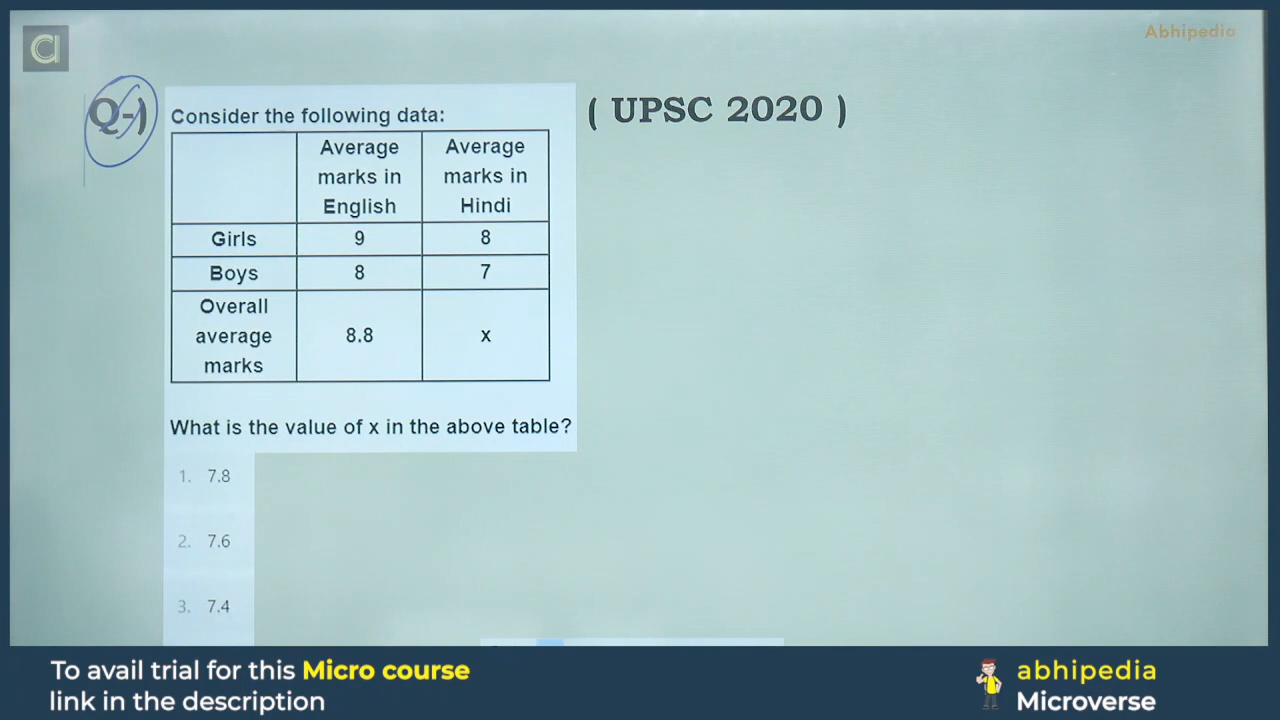 Abhipedia
Q-)
Consider the following data:
( UPSC 2020 )
Average marks in English
Average marks in Hindi
Girls 9 8
Boys 8 7
Overall average marks 8.8 x
What is the value of x in the above table?
1. 7.8
2. 7.6
3. 7.4
To avail trial for this Micro course
link in the description
abhipedia
Microverse